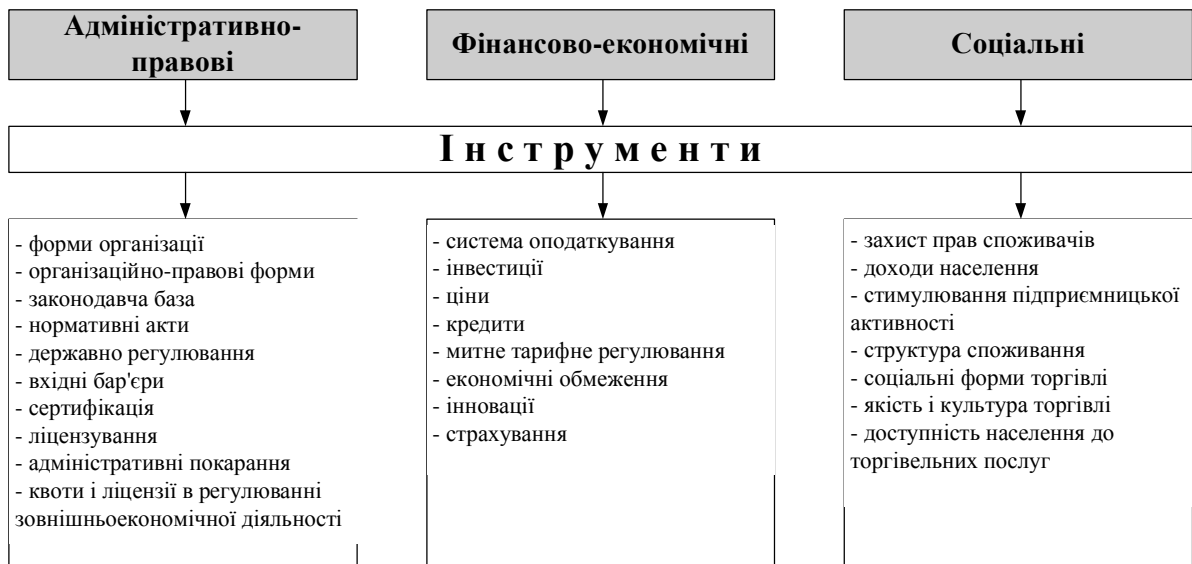 Адміністративно-
правові
Фінансово-економічні
Соціальні
І н с т р у м е н т и
- форми організації
- організаційно-правові форми
- законодавча база
- нормативні акти
- державно регулювання
- вхідні бар'єри
- сертифікація
- ліцензування
- адміністративні покарання
- квоти і ліцензії в регулюванні
зовнішньоекономічної діяльності
- система оподаткування
- інвестиції
- ціни
- кредити
- митне тарифне регулювання
- економічні обмеження
- інновації
- страхування
- захист прав споживачів
- доходи населення
- стимулювання підприємницької
активності
- структура споживання
- соціальні форми торгівлі
- якість і культура торгівлі
- доступність населення до
торгівельних послуг